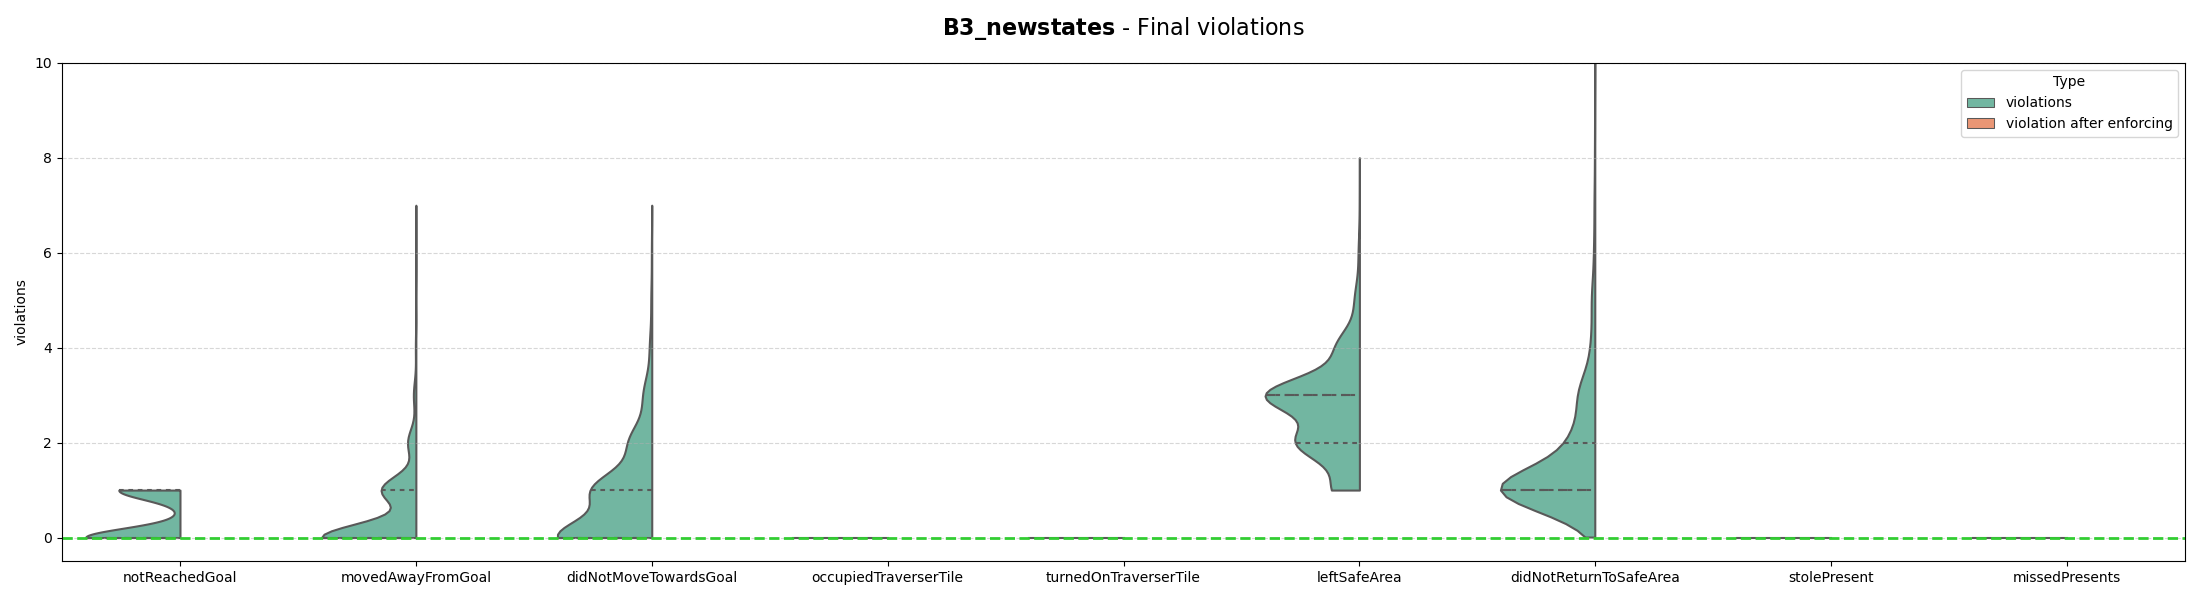 B3_newstates - Final violations
10
8
6
4
2
0
violations
Type
violations
violation after enforcing
notReachedGoal
movedAwayFromGoal
didNotMoveTowardsGoal
occupiedTraverserTile
turnedOnTraverserTile
leftSafeArea
didNotReturnToSafeArea
stolePresent
missedPresents